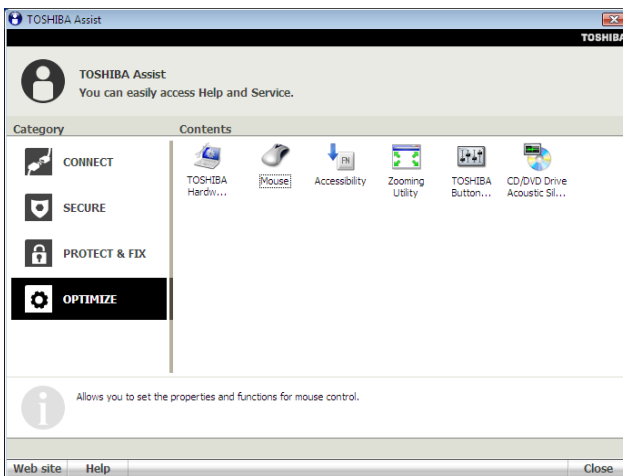 TOSHIBA Assist
TOSHIBA
TOSHIBA Assist
You can easily access Help and Service.
Category
Contents
CONNECT
SECURE
PROTECT & FIX
OPTIMIZE
TOSHIBA
Hardw...
Mouse
FN
Accessibility
Zooming
Utility
TOSHIBA
Button...
CD/DVD Drive
Acoustic Sil...
Allows you to set the properties and functions for mouse control.
Web site
Help
Close